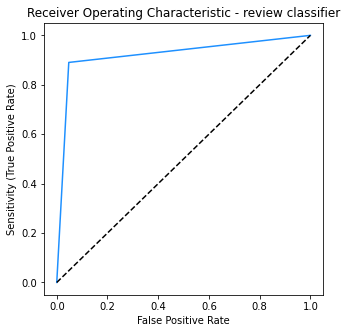 Receiver Operating Characteristic - review classifier
Sensitivity (True Positive Rate)
1.0
0.8
0.6
0.4
0.2
0.0
0.0 0.2 0.4 0.6 0.8 1.0
False Positive Rate